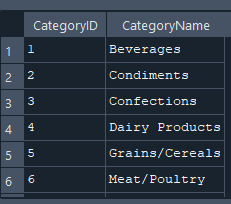 CategoryID CategoryName
1 1 Beverages
2 2 Condiments
3 3 Confections
4 4 Dairy Products
5 5 Grains/Cereals
6 6 Meat/Poultry